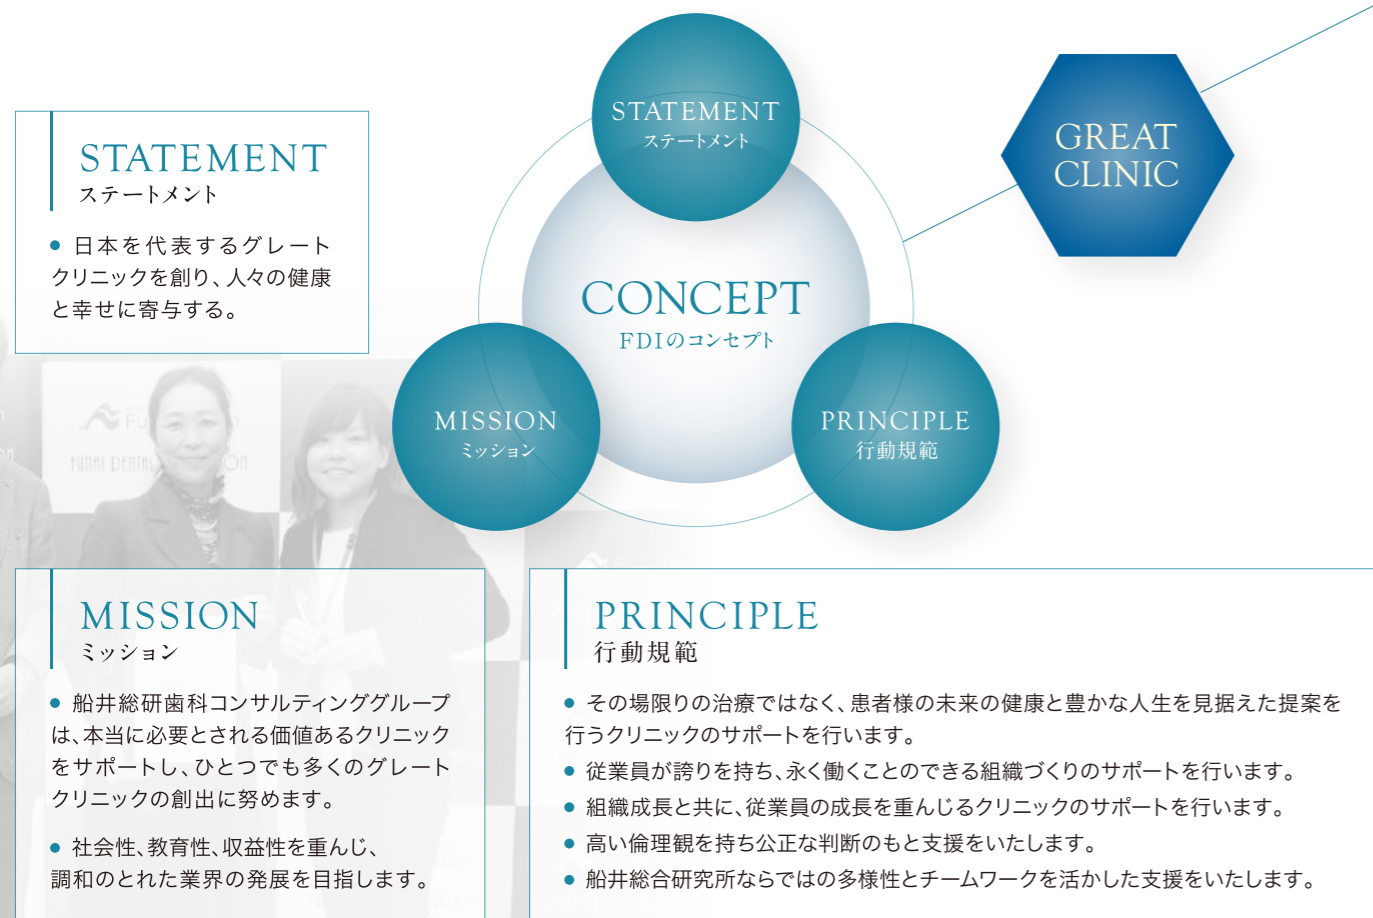 STATEMENT
ステートメント
GREAT
CLINIC
STATEMENT
ステートメント
● 日本を代表するグレート
クリニックを創り、人々の健康
と幸せに寄与する。
CONCEPT
FDIのコンセプト
MISSION
ミッション
PRINCIPLE
行動規範
MISSION
ミッション
● 船井総研歯科コンサルティンググループ
は、本当に必要とされる価値あるクリニック
をサポートし、ひとつでも多くのグレート
クリニックの創出に努めます。
● 社会性、教育性、収益性を重んじ、
調和のとれた業界の発展を目指します。
PRINCIPLE
行動規範
● その場限りの治療ではなく、患者様の未来の健康と豊かな人生を見据えた提案を
行うクリニックのサポートを行います。
● 従業員が誇りを持ち、永く働くことのできる組織づくりのサポートを行います。
● 組織成長と共に、従業員の成長を重んじるクリニックのサポートを行います。
● 高い倫理観を持ち公正な判断のもと支援をいたします。
● 船井総合研究所ならではの多様性とチームワークを活かした支援をいたします。
FUNAI DENTAL